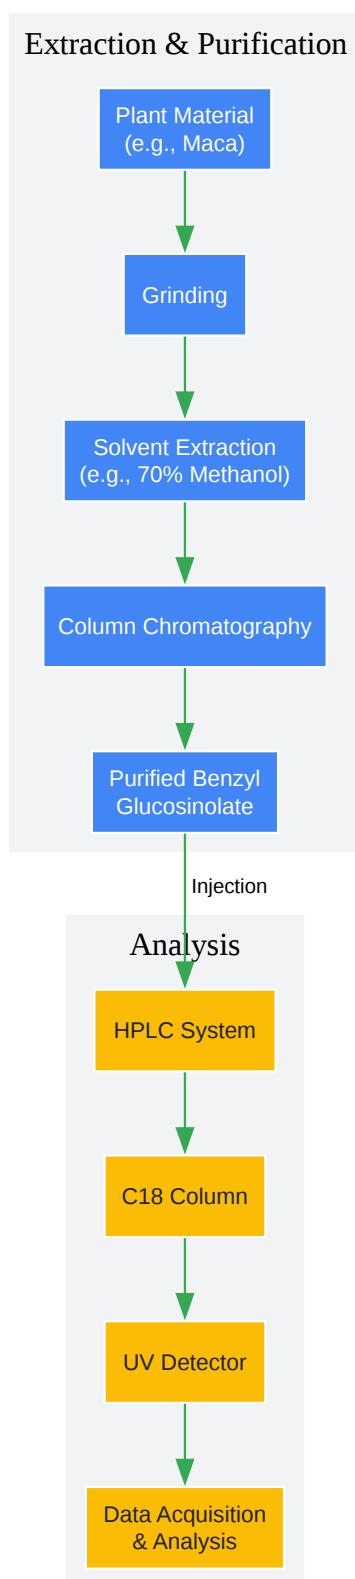 Extraction & Purification
Plant Material
(e.g., Maca)
Grinding
Solvent Extraction
(e.g., 70% Methanol)
Column Chromatography
Purified Benzyl
Glucosinolate
Injection
Analysis
HPLC System
C18 Column
UV Detector
Data Acquisition
& Analysis